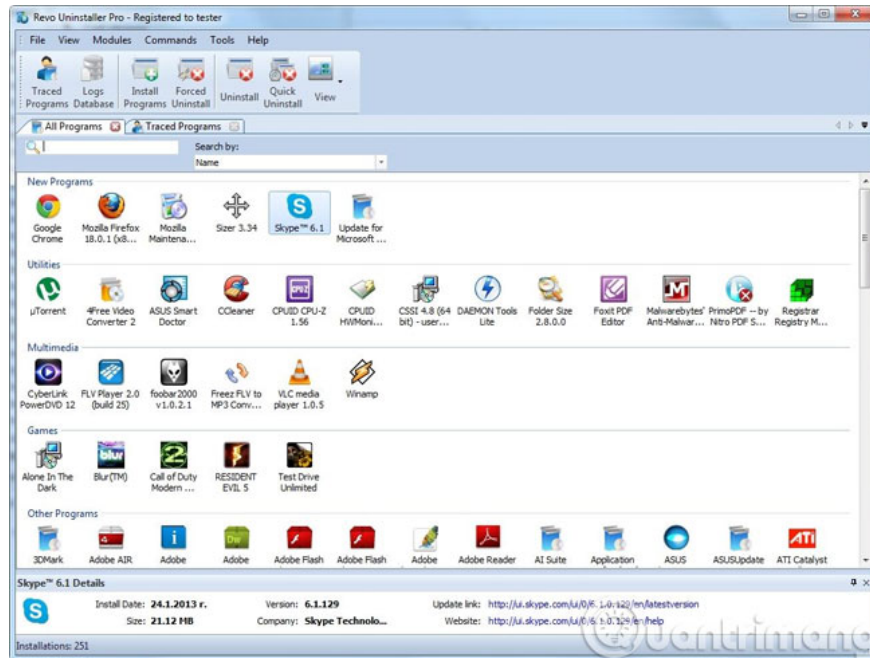 Revo Uninstaller Pro - Registered to tester
File View Modules Commands Tools Help
Traced Programs
Logs Database
Install Programs
Forced Uninstall
Uninstall
Quick Uninstall
View
All Programs
Traced Programs
Search by:
Name
New Programs
Google Chrome
Mozilla Firefox 18.0.1 (x8...
Mozilla Maintena...
Sizer 3.34
Skype™ 6.1
Update for Microsoft ...
Utilities
µTorrent
4Free Video Converter 2
ASUS Smart Doctor
CCleaner
CPUID CPU-Z 1.56
CPUID HWMoni...
CSSI 4.8 (64 bit) - user...
DAEMON Tools Lite
Folder Size 2.8.0.0
Foxit PDF Editor
Malwarebytes' Anti-Malwar...
PrimoPDF -- by Nitro PDF S...
Registrar Registry M...
Multimedia
CyberLink PowerDVD 12
FLV Player 2.0 (build 25)
foobar2000 v1.0.2.1
Freez FLV to MP3 Conv...
VLC media player 1.0.5
Winamp
Games
Alone In The Dark
Blur(TM)
Call of Duty Modern ...
RESIDENT EVIL 5
Test Drive Unlimited
Other Programs
3DMark
Adobe AIR
Adobe
Adobe
Adobe Flash
Adobe Flash
Adobe
Adobe Reader
AI Suite
Application
ASUS
ASUSUpdate
ATI Catalyst
Skype™ 6.1 Details
Install Date: 24.1.2013 г.
Version: 6.1.129
Update link: http://ui.skype.com/ui/0/6.1.0.129/en/latestversion
Size: 21.12 MB
Company: Skype Technolo...
Website: http://ui.skype.com/ui/0/6.1.0.129/en/help
Installations: 251
Quantrimang